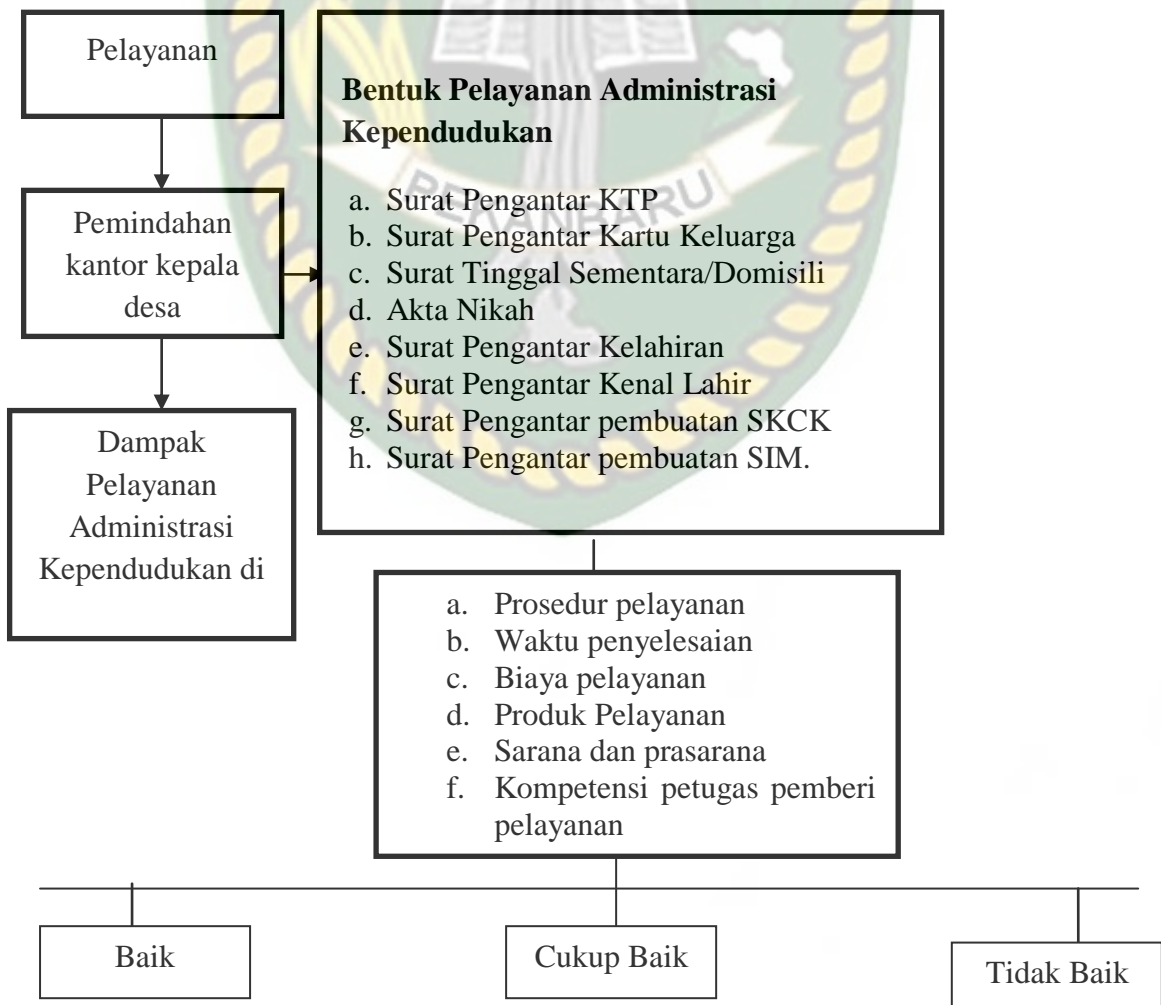 Pelayanan
Pemindahan
kantor kepala
desa
Dampak
Pelayanan
Administrasi
Kependudukan di
Bentuk Pelayanan Administrasi
Kependudukan
a. Surat Pengantar KTP
b. Surat Pengantar Kartu Keluarga
c. Surat Tinggal Sementara/Domisili
d. Akta Nikah
e. Surat Pengantar Kelahiran
f. Surat Pengantar Kenal Lahir
g. Surat Pengantar pembuatan SKCK
h. Surat Pengantar pembuatan SIM.
PEKANBARU
a. Prosedur pelayanan
b. Waktu penyelesaian
c. Biaya pelayanan
d. Produk Pelayanan
e. Sarana dan prasarana
f. Kompetensi petugas pemberi
pelayanan
Baik
Cukup Baik
Tidak Baik